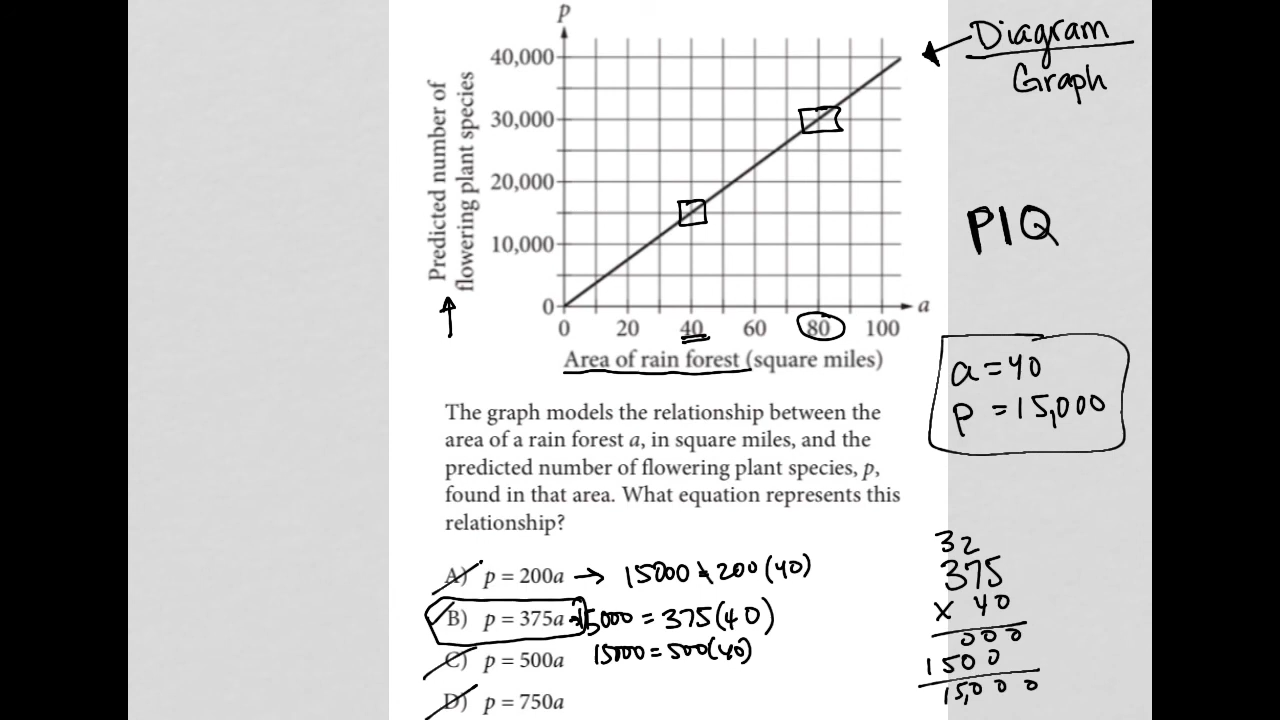 p
40,000
30,000
20,000
10,000
0
Predicted number of
flowering plant species
0 20 40 60 80 100
a
Area of rain forest (square miles)
Diagram
Graph
PIQ
a = 40
p = 15,000
The graph models the relationship between the
area of a rain forest a, in square miles, and the
predicted number of flowering plant species, p,
found in that area. What equation represents this
relationship?
A) p = 200a → 15000 ≠ 200 (40)
B) p = 375a → 15000 = 375(40)
C) p = 500a 15000 = 500(40)
D) p = 750a
32
375
x 40
000
1500
15,000